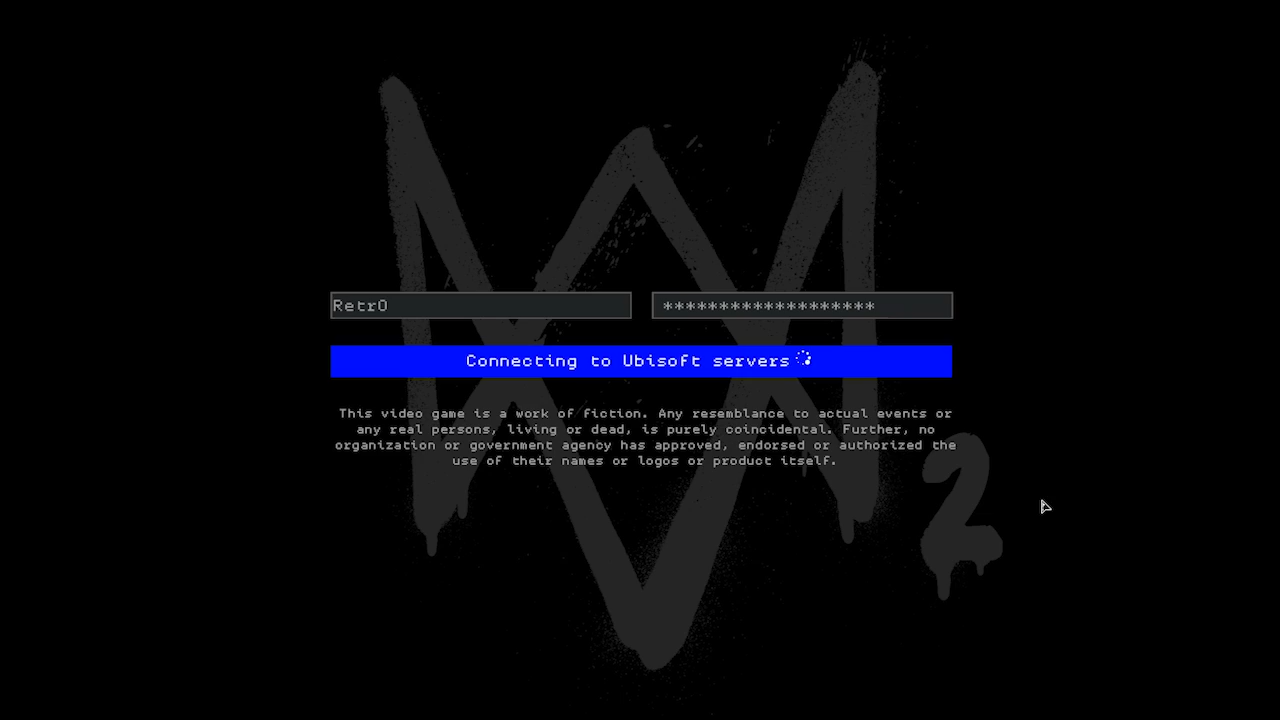 Retr0
*******************
Connecting to Ubisoft servers
This video game is a work of fiction. Any resemblance to actual events or
any real persons, living or dead, is purely coincidental. Further, no
organization or government agency has approved, endorsed or authorized the
use of their names or logos or product itself.
2